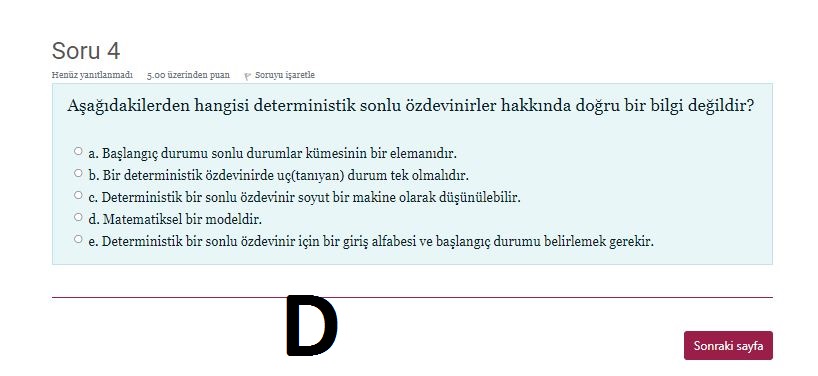 Soru 4
Henüz yanıtlanmadı 5.00 üzerinden puan Soruyu işaretle
Aşağıdakilerden hangisi deterministik sonlu özdevinirler hakkında doğru bir bilgi değildir?
a. Başlangıç durumu sonlu durumlar kümesinin bir elemanıdır.
b. Bir deterministik özdevinirde uç(tanıyan) durum tek olmalıdır.
c. Deterministik bir sonlu özdevinir soyut bir makine olarak düşünülebilir.
d. Matematiksel bir modeldir.
e. Deterministik bir sonlu özdevinir için bir giriş alfabesi ve başlangıç durumu belirlemek gerekir.
D
Sonraki sayfa